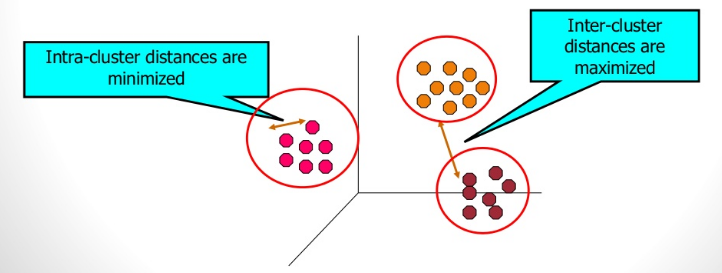 Intra-cluster distances are
minimized
Inter-cluster
distances are
maximized